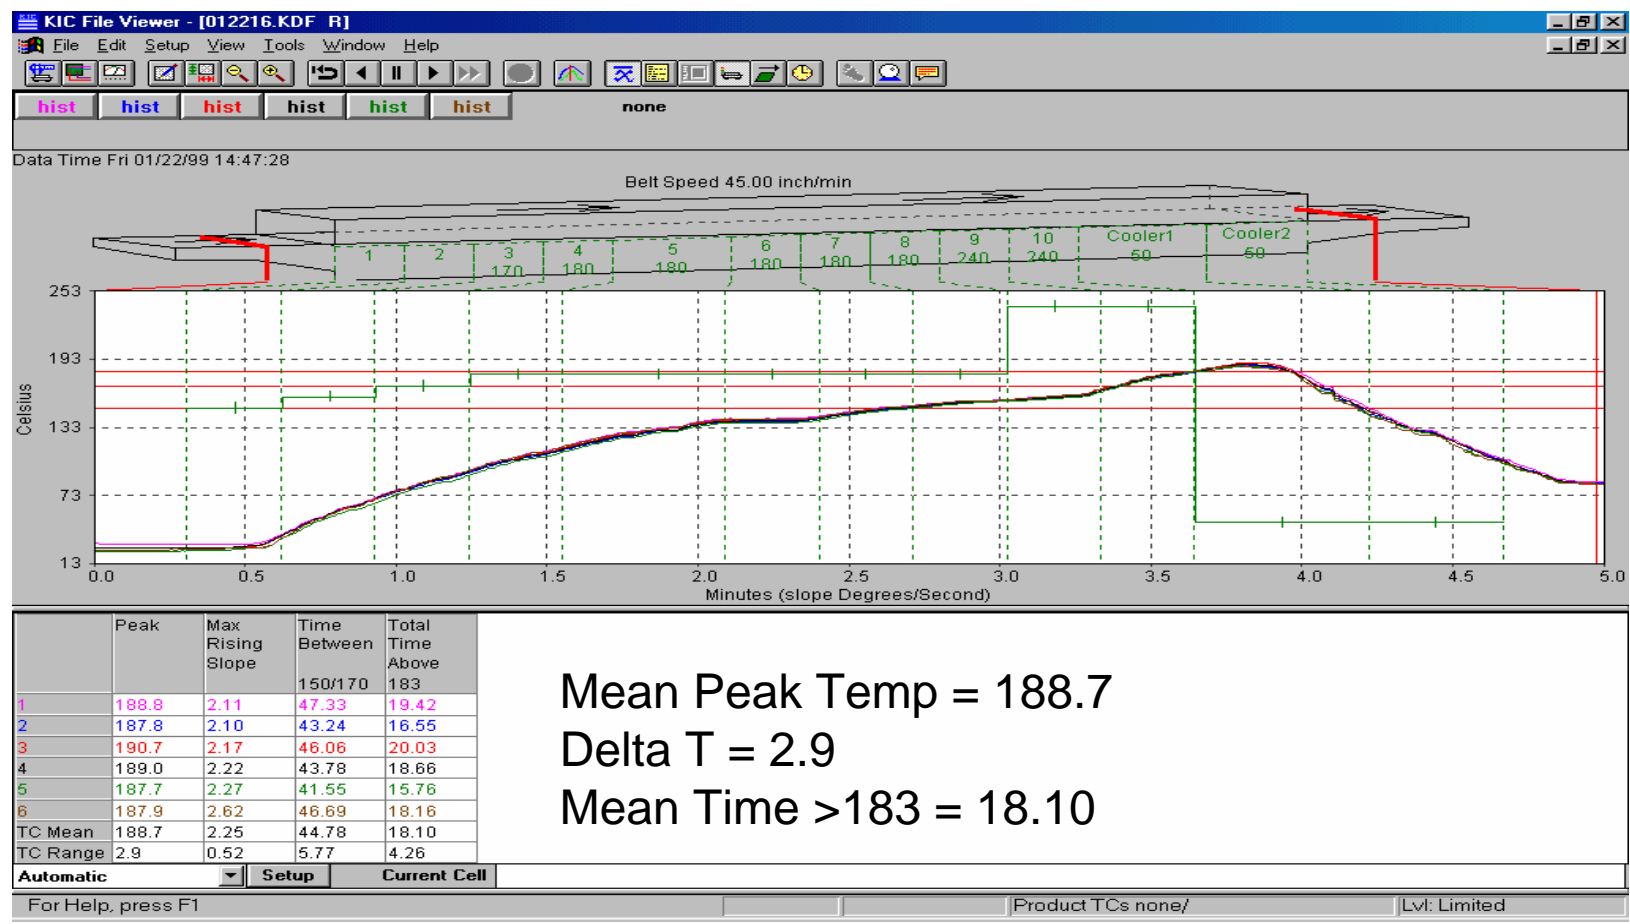 KIC File Viewer - [012216.KDF R]
File Edit Setup View Tools Window Help
hist hist hist hist hist hist none
Data Time Fri 01/22/99 14:47:28
Belt Speed 45.00 inch/min
1 2 3 4 5 6 7 8 9 10 Cooler1 Cooler2
170 180 180 180 180 180 240 240 50 50
253
193
133
73
13
Celsius
0.0 0.5 1.0 1.5 2.0 2.5 3.0 3.5 4.0 4.5 5.0
Minutes (slope Degrees/Second)
Peak Max Time Total
Rising Between Time
Slope Above
150/170 183
1 188.8 2.11 47.33 19.42
2 187.8 2.10 43.24 16.55
3 190.7 2.17 46.06 20.03
4 189.0 2.22 43.78 18.66
5 187.7 2.27 41.55 15.76
6 187.9 2.62 46.69 18.16
TC Mean 188.7 2.25 44.78 18.10
TC Range 2.9 0.52 5.77 4.26
Mean Peak Temp = 188.7
Delta T = 2.9
Mean Time >183 = 18.10
Automatic Setup Current Cell
For Help, press F1 Product TCs none/ Lvl: Limited